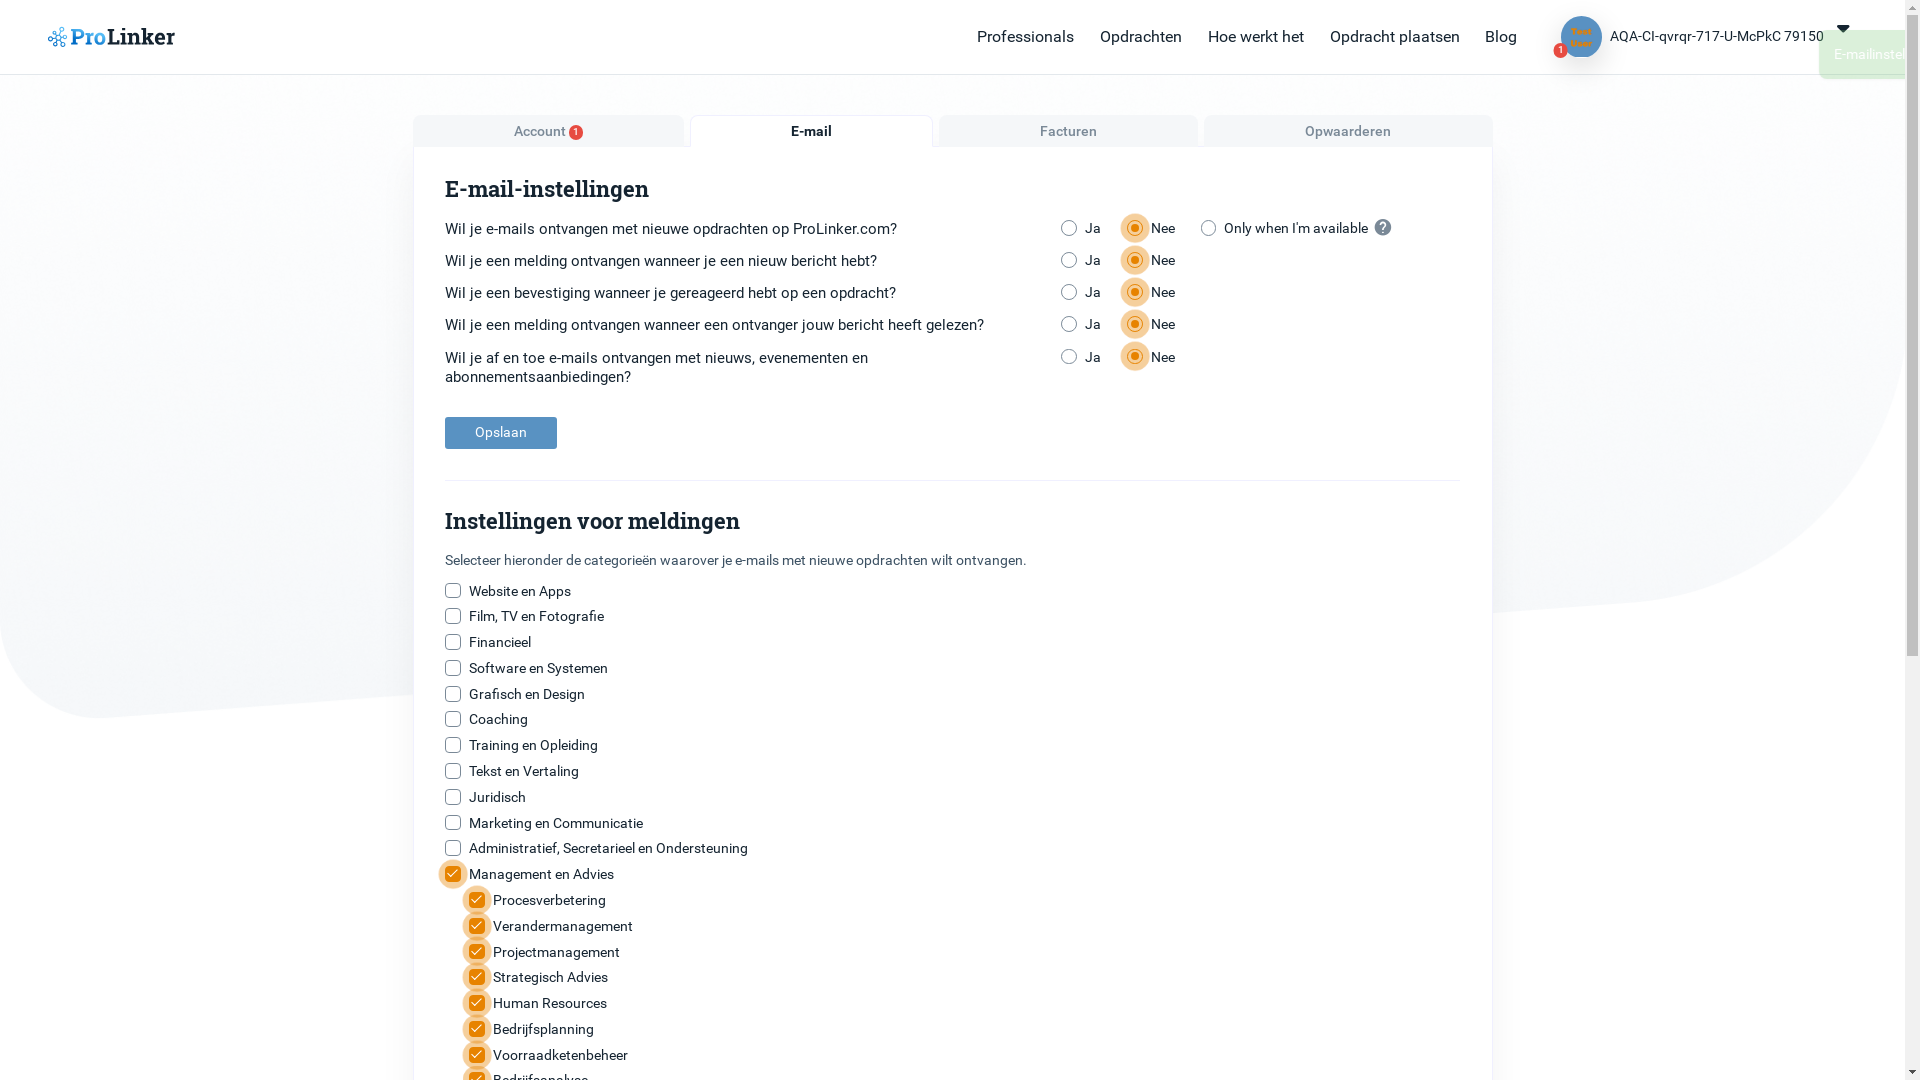 ProLinker
Professionals
Opdrachten
Hoe werkt het
Opdracht plaatsen
Blog
Test
User
1
AQA-CI-qvrqr-717-U-McPkC 79150
Account 1
E-mail
Facturen
Opwaarderen
E-mail-instellingen
Wil je e-mails ontvangen met nieuwe opdrachten op ProLinker.com?
Ja
Nee
Only when I'm available
?
Wil je een melding ontvangen wanneer je een nieuw bericht hebt?
Ja
Nee
Wil je een bevestiging wanneer je gereageerd hebt op een opdracht?
Ja
Nee
Wil je een melding ontvangen wanneer een ontvanger jouw bericht heeft gelezen?
Ja
Nee
Wil je af en toe e-mails ontvangen met nieuws, evenementen en
abonnementsaanbiedingen?
Ja
Nee
Opslaan
Instellingen voor meldingen
Selecteer hieronder de categorieën waarover je e-mails met nieuwe opdrachten wilt ontvangen.
Website en Apps
Film, TV en Fotografie
Financieel
Software en Systemen
Grafisch en Design
Coaching
Training en Opleiding
Tekst en Vertaling
Juridisch
Marketing en Communicatie
Administratief, Secretarieel en Ondersteuning
Management en Advies
Procesverbetering
Verandermanagement
Projectmanagement
Strategisch Advies
Human Resources
Bedrijfsplanning
Voorraadketenbeheer
Bedrijfsanalyse